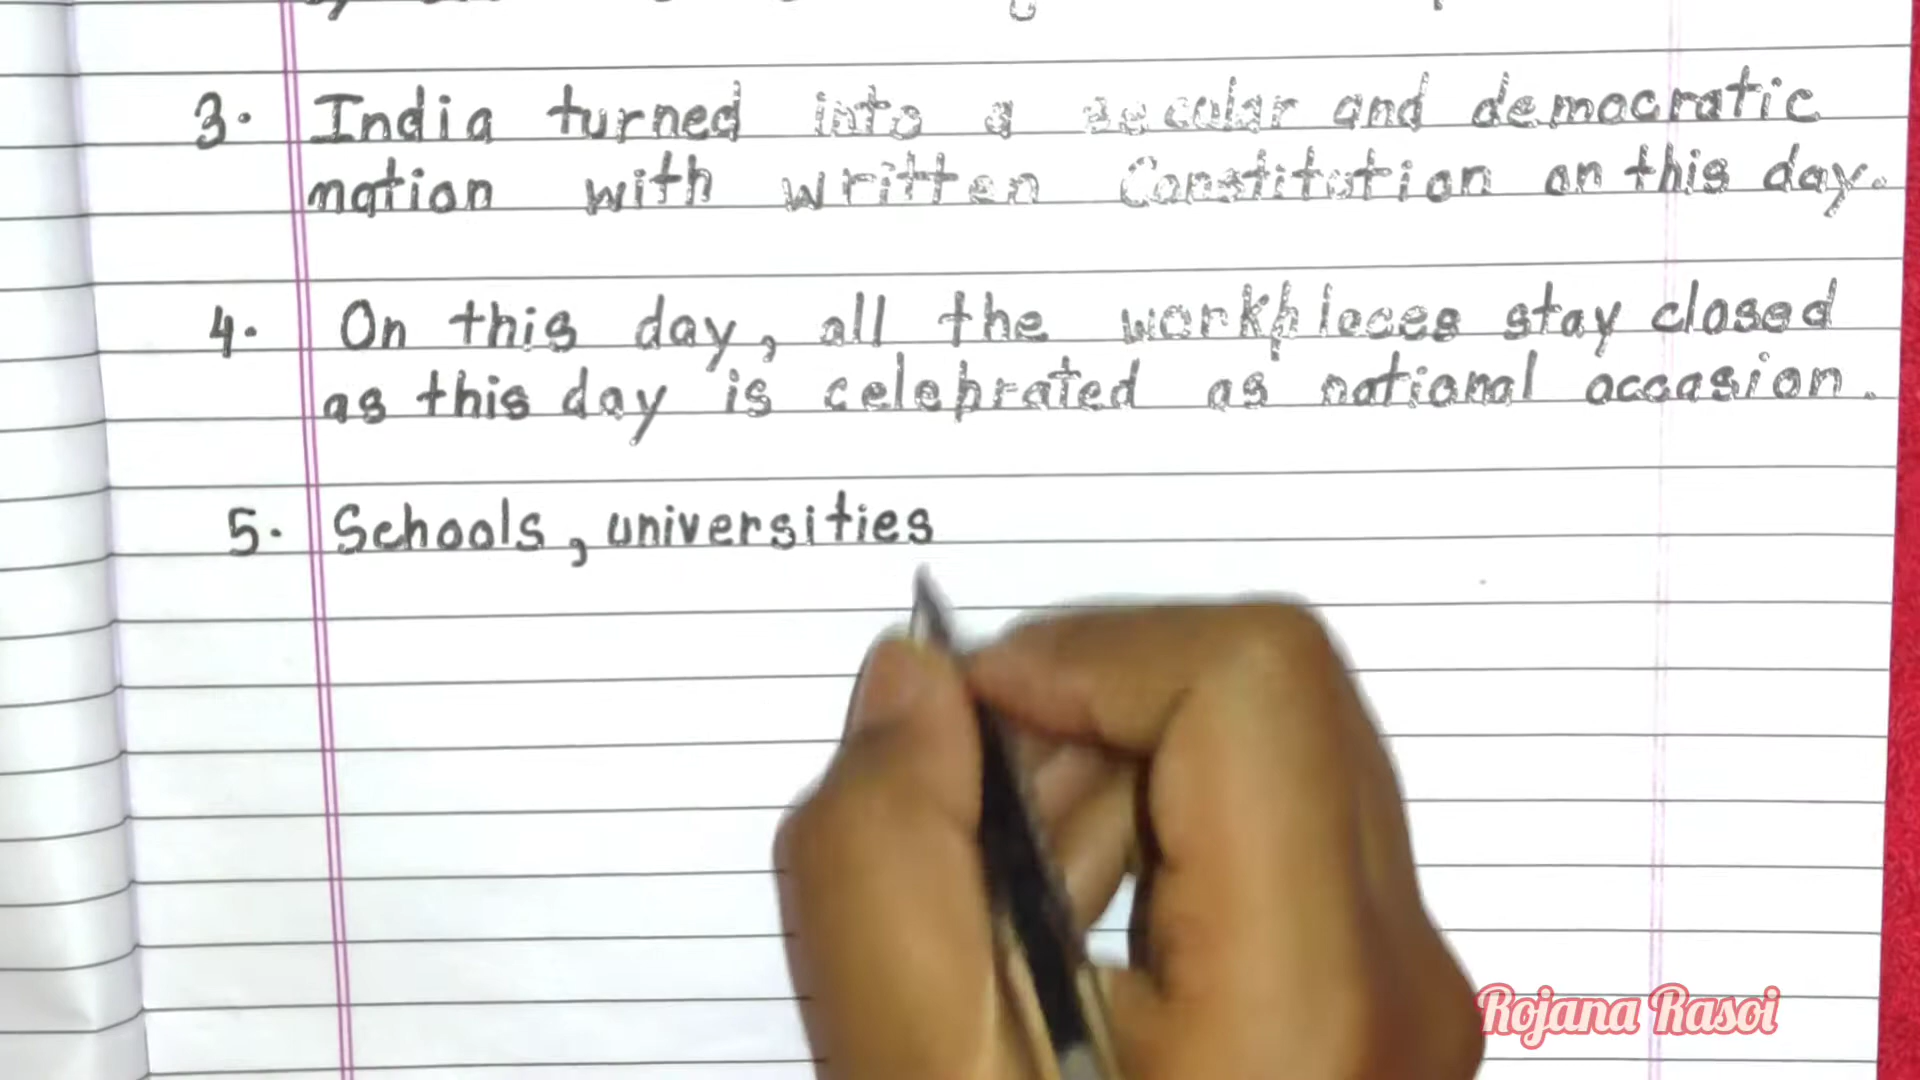 3. India turned into a secular and democratic
nation with written Constitution on this day.
4. On this day, all the workplaces stay closed
as this day is celebrated as national occasion.
5. Schools, universities
Rojana Rasoi